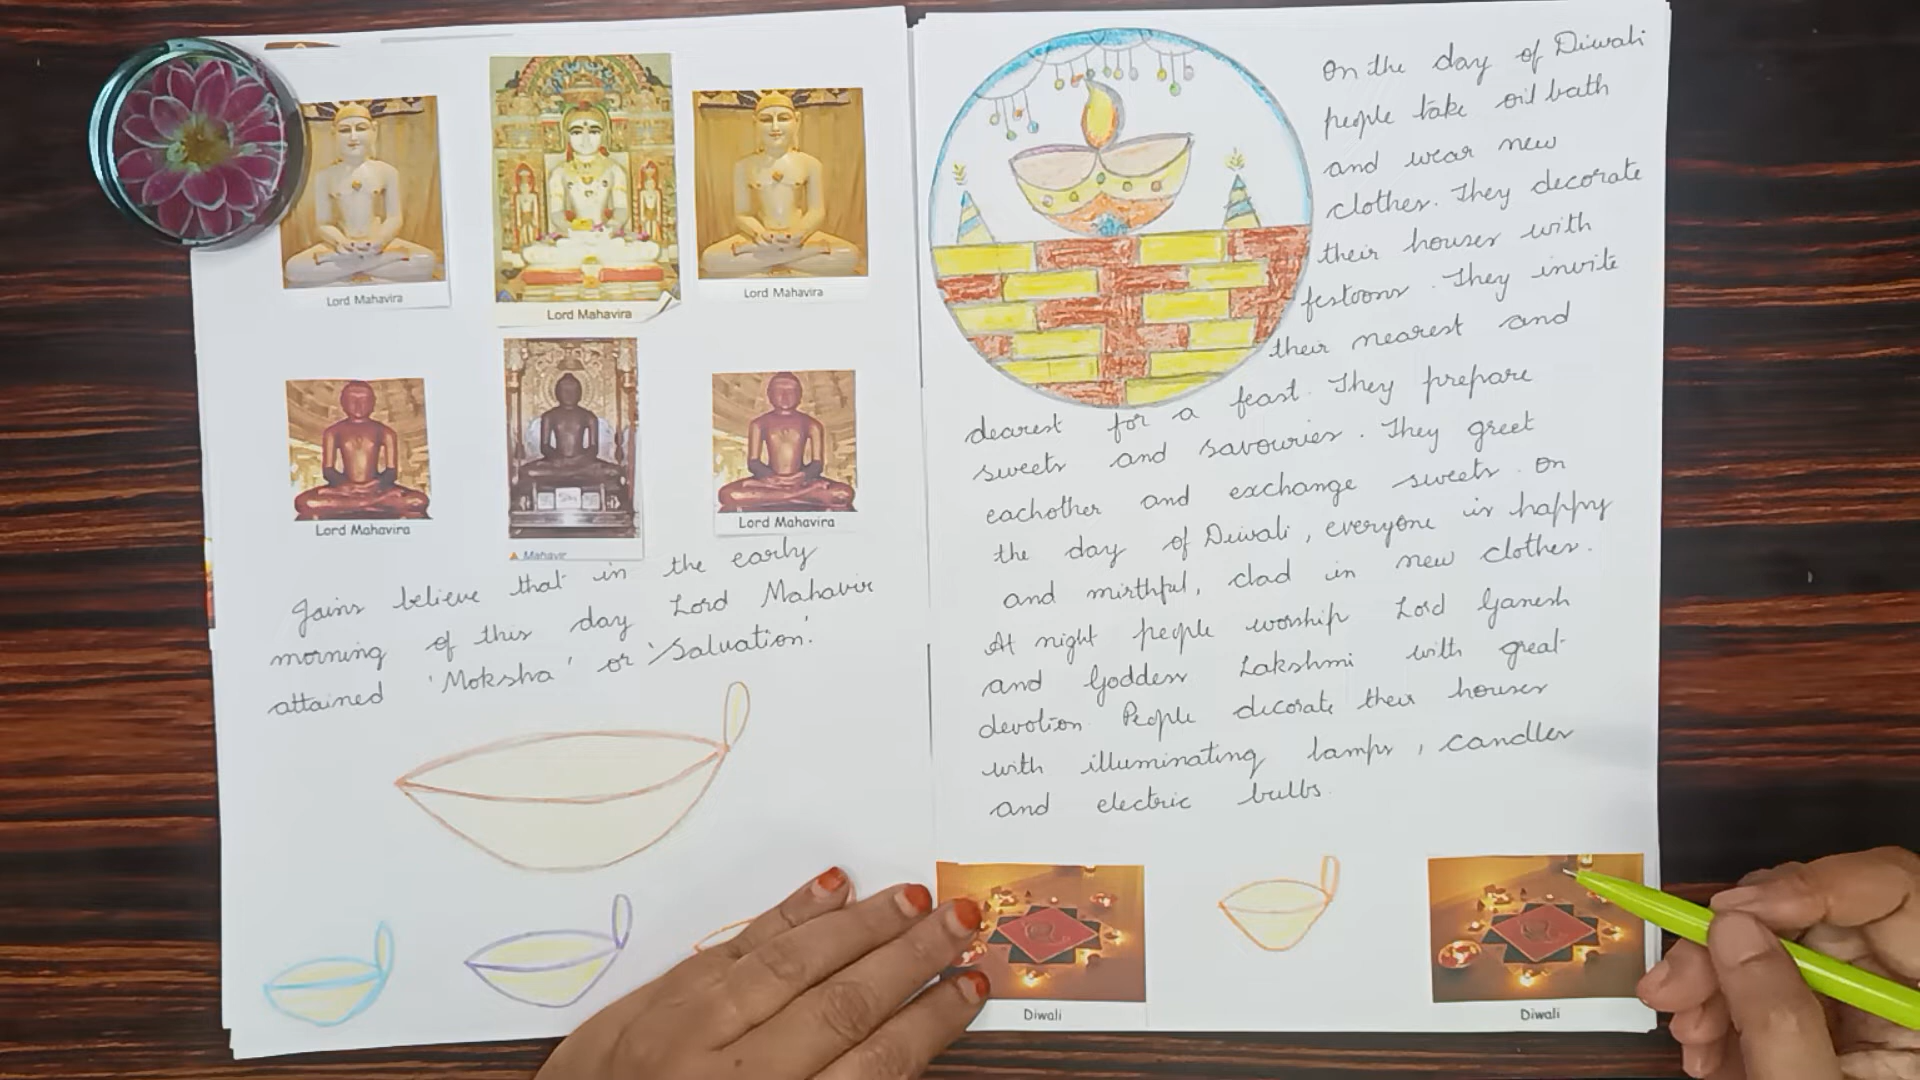 Lord Mahavira
Lord Mahavira
Lord Mahavira
Lord Mahavira
Mahavir
Lord Mahavira
Jains believe that in the early
morning of this day Lord Mahavir
attained 'Moksha' or 'Saluation'.
On the day of Diwali
people take oil bath
and wear new
clothes. They decorate
their houses with
festoons. They invite
their nearest and
dearest for a feast. They prepare
sweets and savouries. They greet
eachother and exchange sweets. On
the day of Diwali, everyone is happy
and mirthful, clad in new clothes.
At night people worship Lord Ganesh
and Goddess Lakshmi with great
devotion. People decorate their houses
with illuminating lamps, candles
and electric bulbs.
Diwali
Diwali